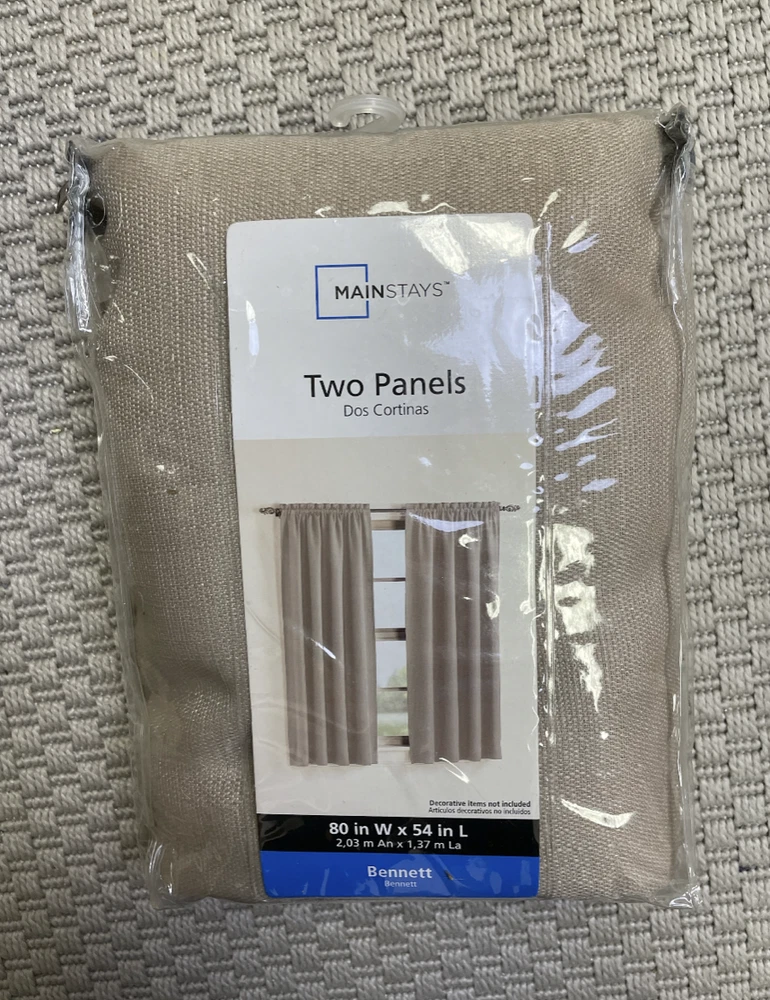 MAINSTAYS™
Two Panels
Dos Cortinas
Decorative items not included
Artículos decorativos no incluidos
80 in W x 54 in L
2,03 m An x 1,37 m La
Bennett
Bennett